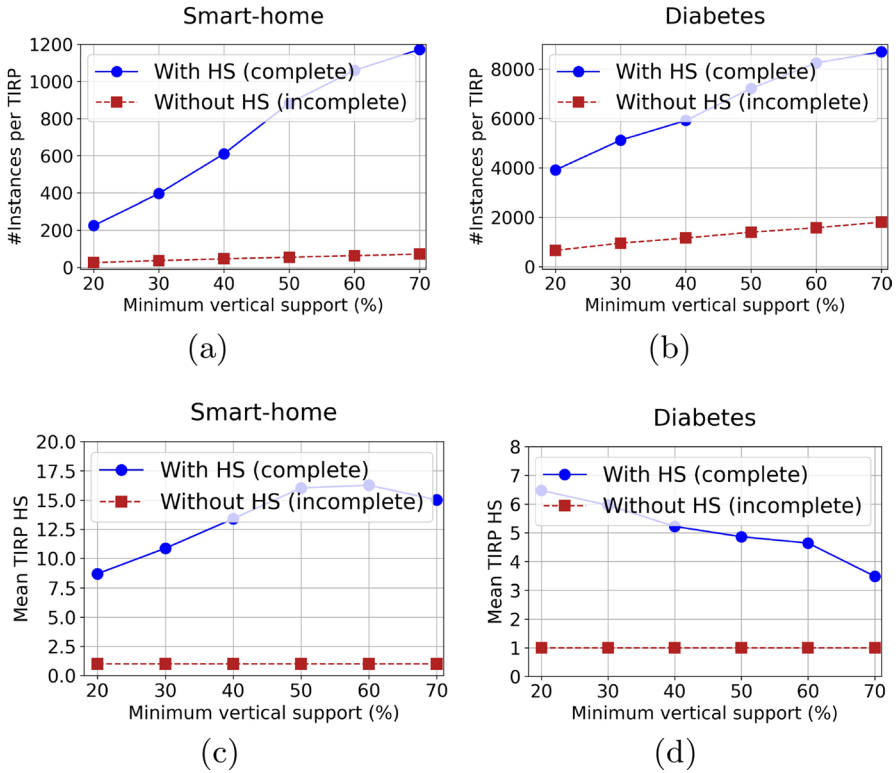 Smart-home
1200
1000
800
600
400
200
0
#Instances per TIRP
With HS (complete)
Without HS (incomplete)
20 30 40 50 60 70
Minimum vertical support (%)
(a)
Diabetes
8000
6000
4000
2000
0
#Instances per TIRP
With HS (complete)
Without HS (incomplete)
20 30 40 50 60 70
Minimum vertical support (%)
(b)
Smart-home
20.0
17.5
15.0
12.5
10.0
7.5
5.0
2.5
0.0
Mean TIRP HS
With HS (complete)
Without HS (incomplete)
20 30 40 50 60 70
Minimum vertical support (%)
(c)
Diabetes
8
7
6
5
4
3
2
1
0
Mean TIRP HS
With HS (complete)
Without HS (incomplete)
20 30 40 50 60 70
Minimum vertical support (%)
(d)